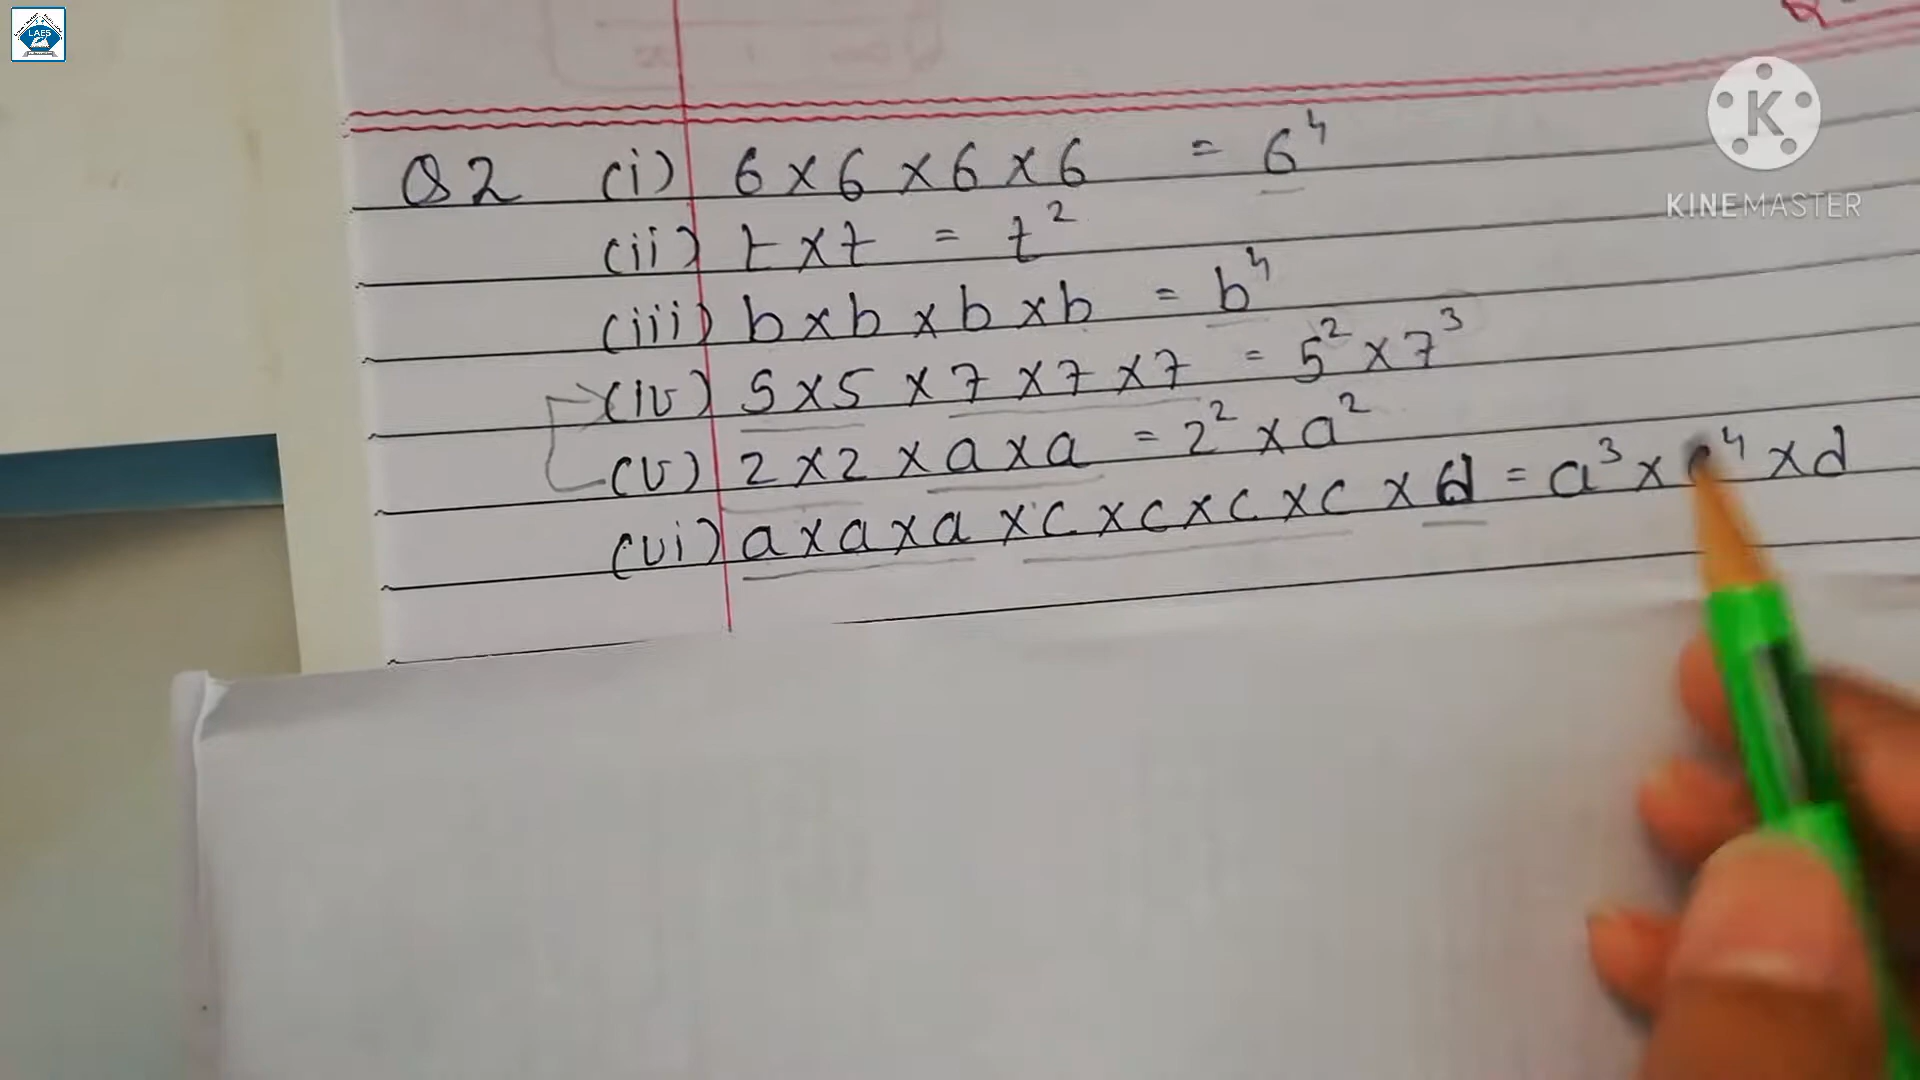 LAES
K
KINEMASTER
Q2 (i) 6 × 6 × 6 × 6 = 6⁴
(ii) t × t = t²
(iii) b × b × b × b = b⁴
(iv) 5 × 5 × 7 × 7 × 7 = 5² × 7³
(v) 2 × 2 × a × a = 2² × a²
(vi) a × a × a × c × c × c × c × d = a³ × c⁴ × d